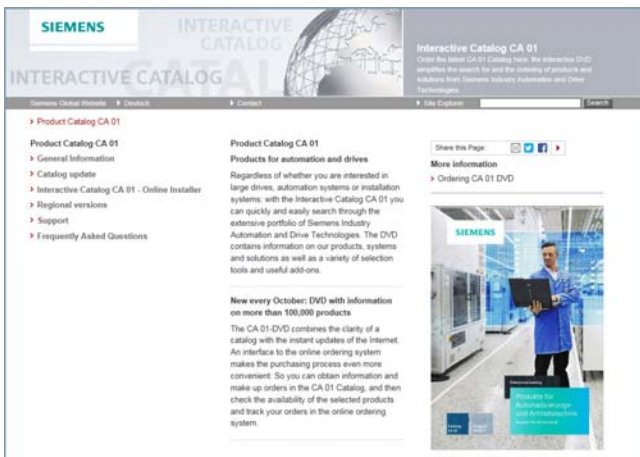 SIEMENS
INTERACTIVE
CATALOG
INTERACTIVE CATALOG
CATAL
Interactive Catalog CA 01
Order the latest CA 01 Catalog here: the interactive DVD
simplifies the search for and the ordering of products and
solutions from Siemens Industry Automation and Drive
Technologies.
Siemens Global Website Deutsch Contact Site Explorer Search
Product Catalog CA 01
Product Catalog CA 01
General Information
Catalog update
Interactive Catalog CA 01 - Online Installer
Regional versions
Support
Frequently Asked Questions
Product Catalog CA 01
Products for automation and drives
Regardless of whether you are interested in
large drives, automation systems or installation
systems: with the Interactive Catalog CA 01 you
can quickly and easily search through the
extensive portfolio of Siemens Industry
Automation and Drive Technologies. The DVD
contains information on our products, systems
and solutions as well as a variety of selection
tools and useful add-ons.
New every October: DVD with information
on more than 100,000 products
The CA 01-DVD combines the clarity of a
catalog with the instant updates of the Internet.
An interface to the online ordering system
makes the purchasing process even more
convenient: So you can obtain information and
make up orders in the CA 01 Catalog, and then
check the availability of the selected products
and track your orders in the online ordering
system.
Share this Page:
More information
Ordering CA 01 DVD
SIEMENS
Produkte für
Automatisierungs-
und Antriebstechnik